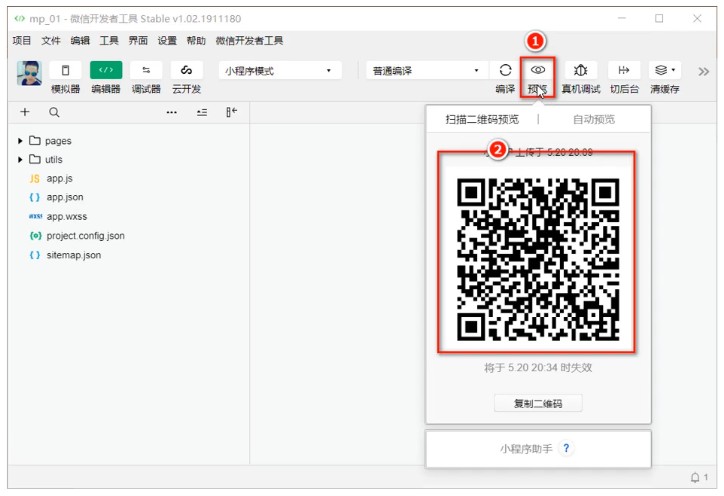 mp_01 - 微信开发者工具 Stable v1.02.1911180
项目 文件 编辑 工具 界面 设置 帮助 微信开发者工具
1
小程序模式 普通编译
模拟器 编辑器 调试器 云开发 编译 预览 真机调试 切后台 清缓存
扫描二维码预览 | 自动预览
2
上传于 5.20 20:09
pages
utils
JS app.js
{ } app.json
wxss app.wxss
{o} project.config.json
{ } sitemap.json
将于 5.20 20:34 时失效
复制二维码
小程序助手 ?
1